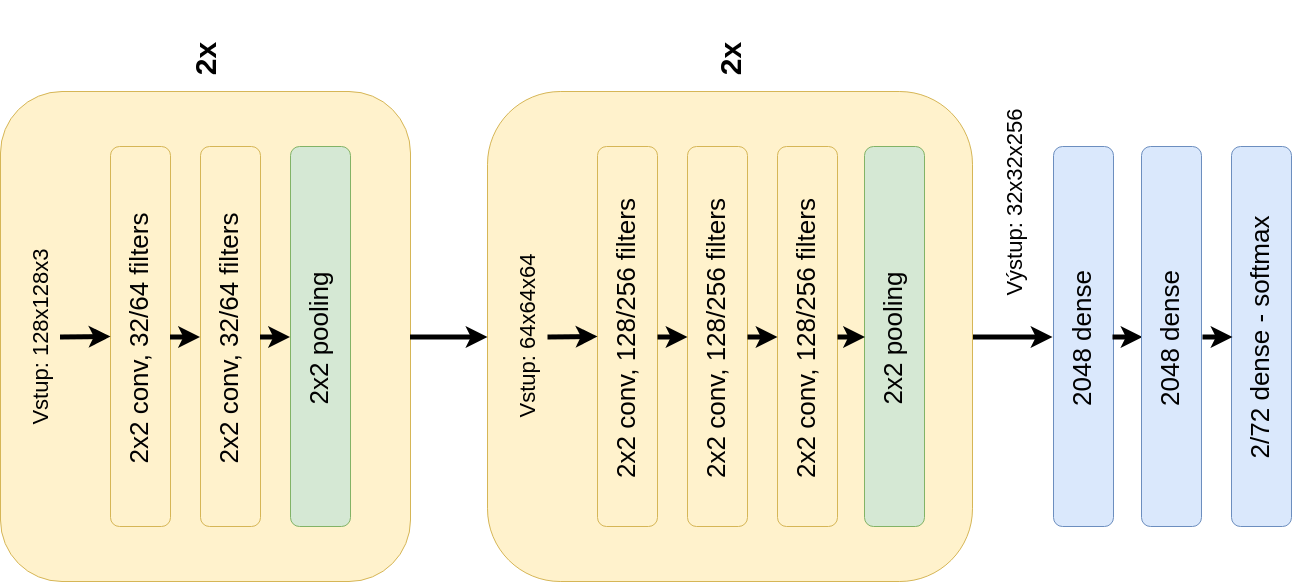 2x
Vstup: 128x128x3
2x2 conv, 32/64 filters
2x2 conv, 32/64 filters
2x2 pooling
2x
Vstup: 64x64x64
2x2 conv, 128/256 filters
2x2 conv, 128/256 filters
2x2 conv, 128/256 filters
2x2 pooling
Výstup: 32x32x256
2048 dense
2048 dense
2/72 dense - softmax